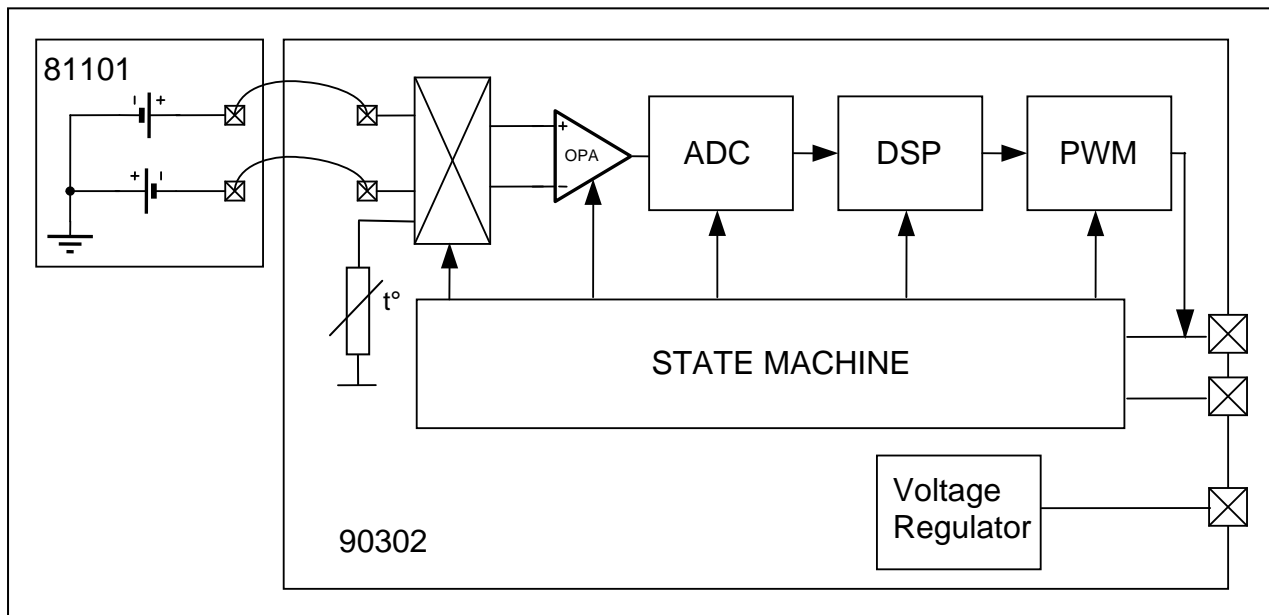 81101
- +
+ -
+
OPA
-
ADC
DSP
PWM
t°
STATE MACHINE
Voltage
Regulator
90302